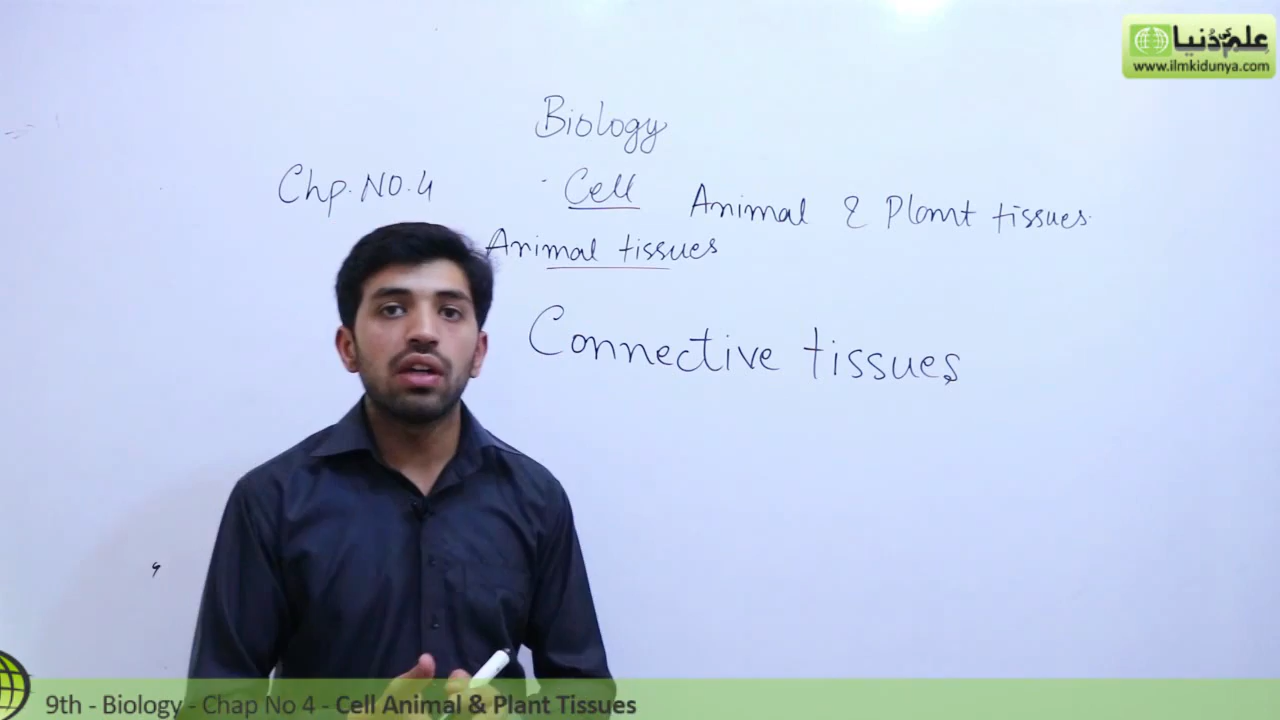 علم کی دُنیا
www.ilmkidunya.com
Biology
Chp. No. 4 Cell Animal & Plant tissues.
Animal tissues
Connective tissues
9th - Biology - Chap No 4 - Cell Animal & Plant Tissues